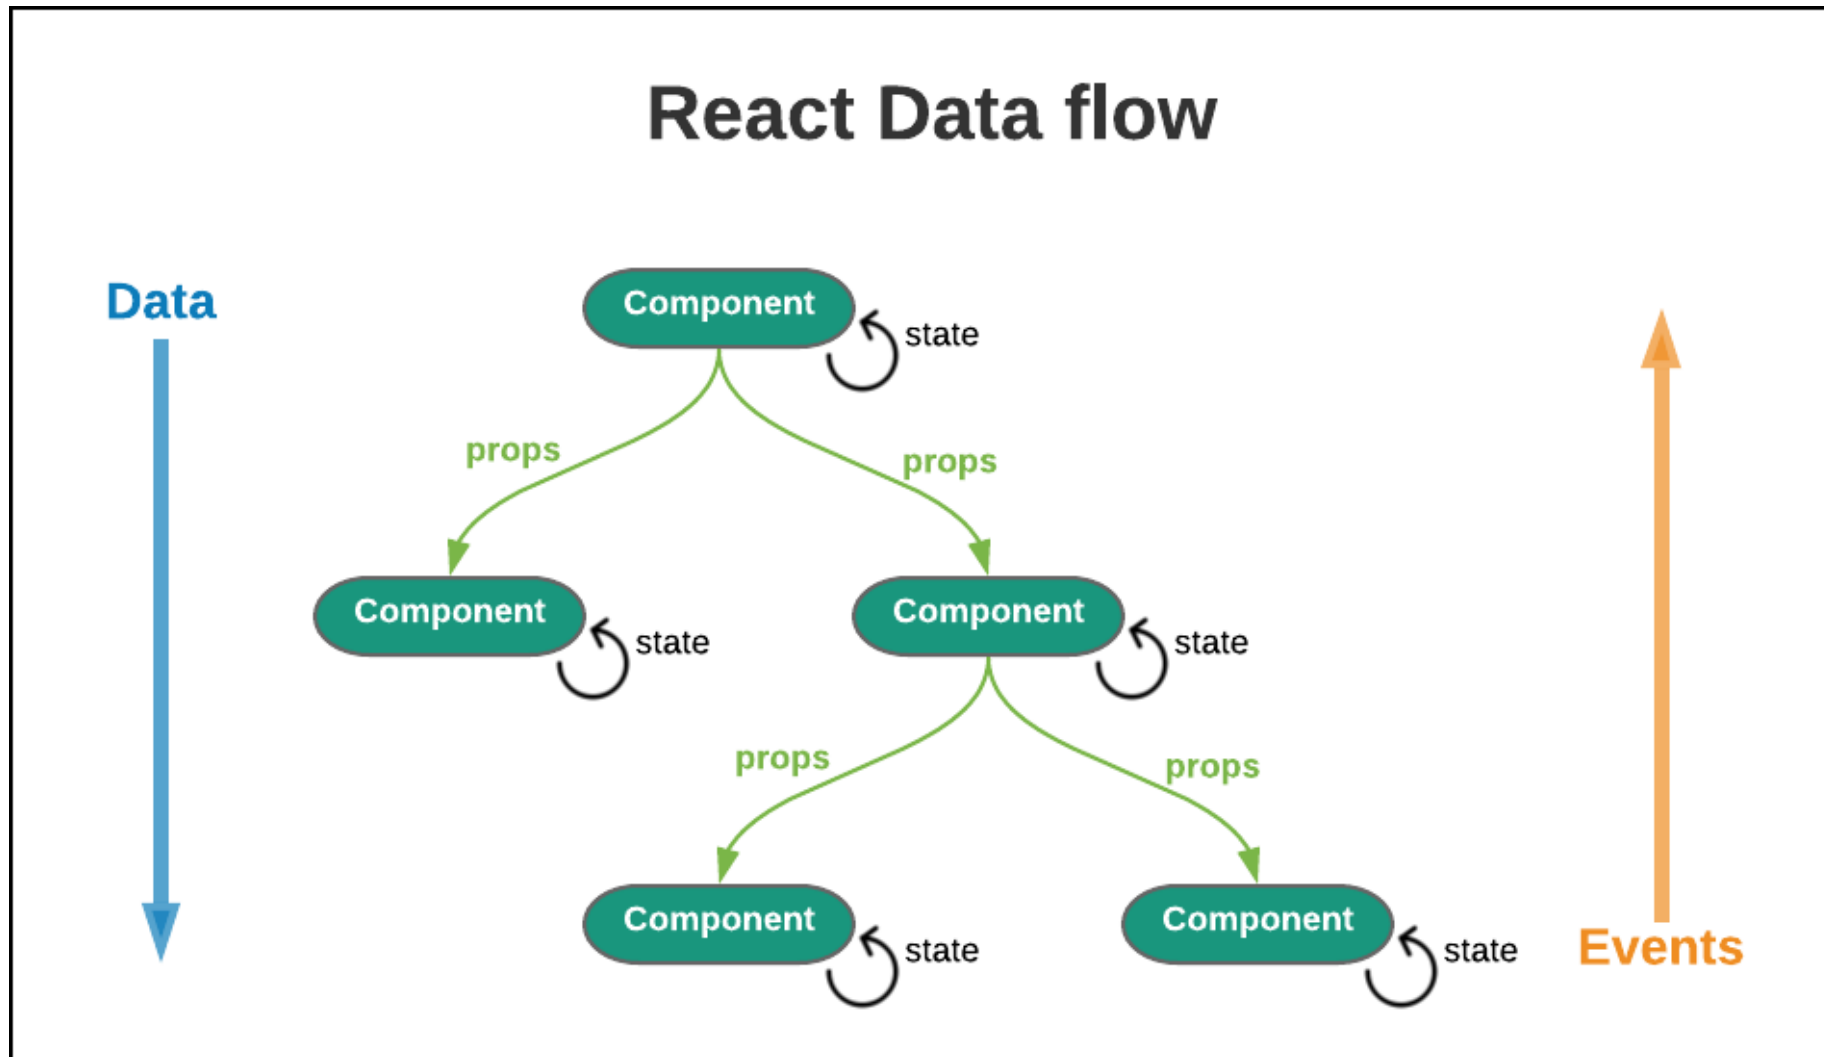 React Data flow
Data
Component
state
props
props
Component
state
Component
state
props
props
Component
state
Component
state
Events